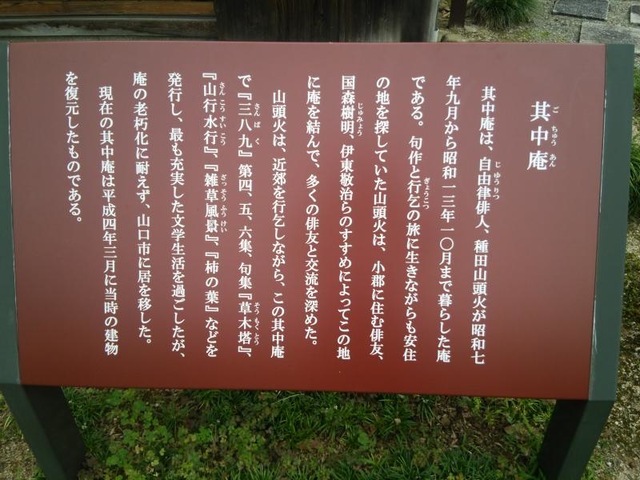 其中庵
其中庵は、自由律俳人、種田山頭火が昭和七
年九月から昭和一三年一〇月まで暮らした庵
である。句作と行乞の旅に生きながらも安住
の地を探していた山頭火は、小郡に住む俳友、
国森樹明、伊東敬治らのすすめによってこの地
に庵を結んで、多くの俳友と交流を深めた。
山頭火は、近郊を行乞しながら、この其中庵
で『三八九』第四、五、六集、句集『草木塔』、
『山行水行』、『雑草風景』、『柿の葉』などを
発行し、最も充実した文学生活を過ごしたが、
庵の老朽化に耐えず、山口市に居を移した。
現在の其中庵は平成四年三月に当時の建物
を復元したものである。